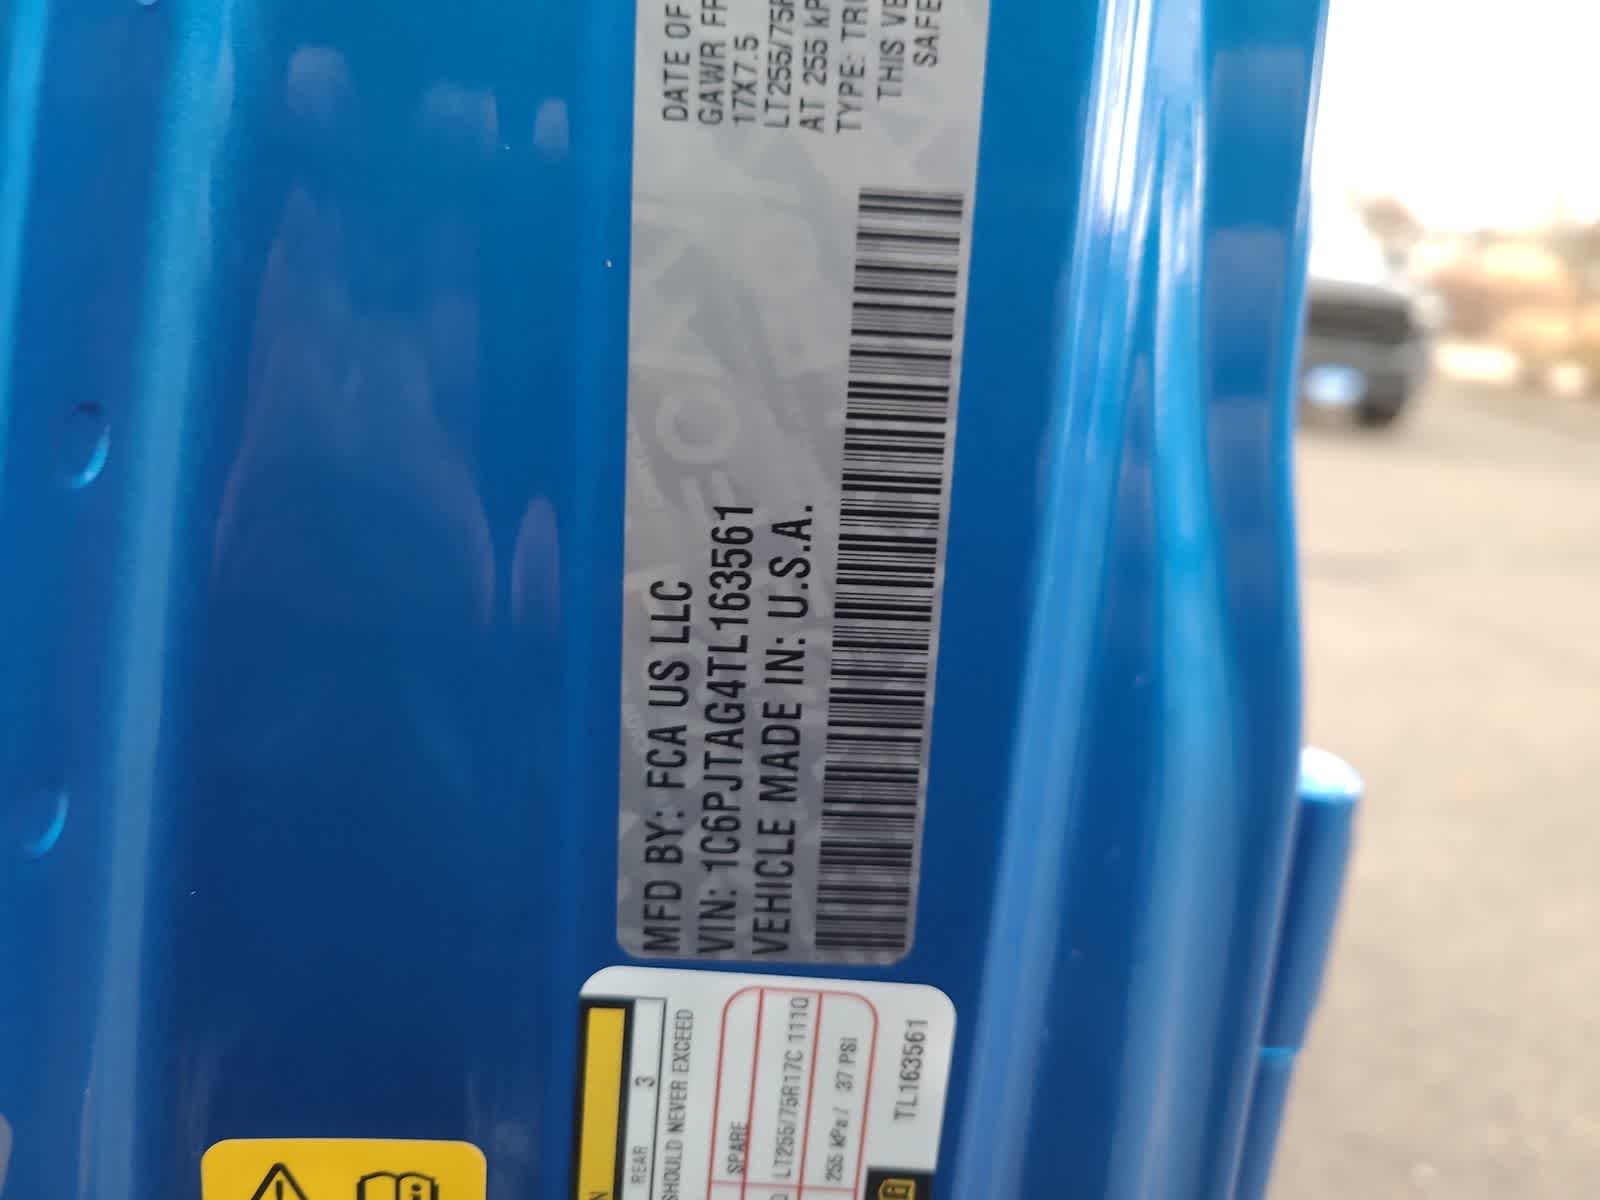 MFD BY: FCA US LLC
VIN: 1C6PJTAG4TL163561
VEHICLE MADE IN: U.S.A.
DATE OF
GAWR FR
17X7.5
LT255/75R
AT 255 kP
TYPE: TRU
THIS VE
SAFE
REAR 3
SHOULD NEVER EXCEED
SPARE
LT255/75R17C 111Q
255 kPa/ 37 PSI
TL163561